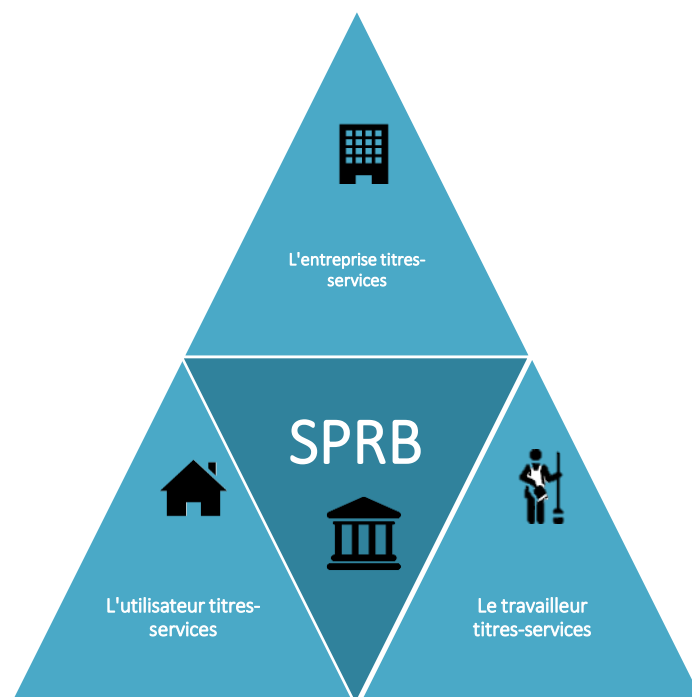 L'entreprise titres-
services
SPRB
L'utilisateur titres-
services
Le travailleur
titres-services